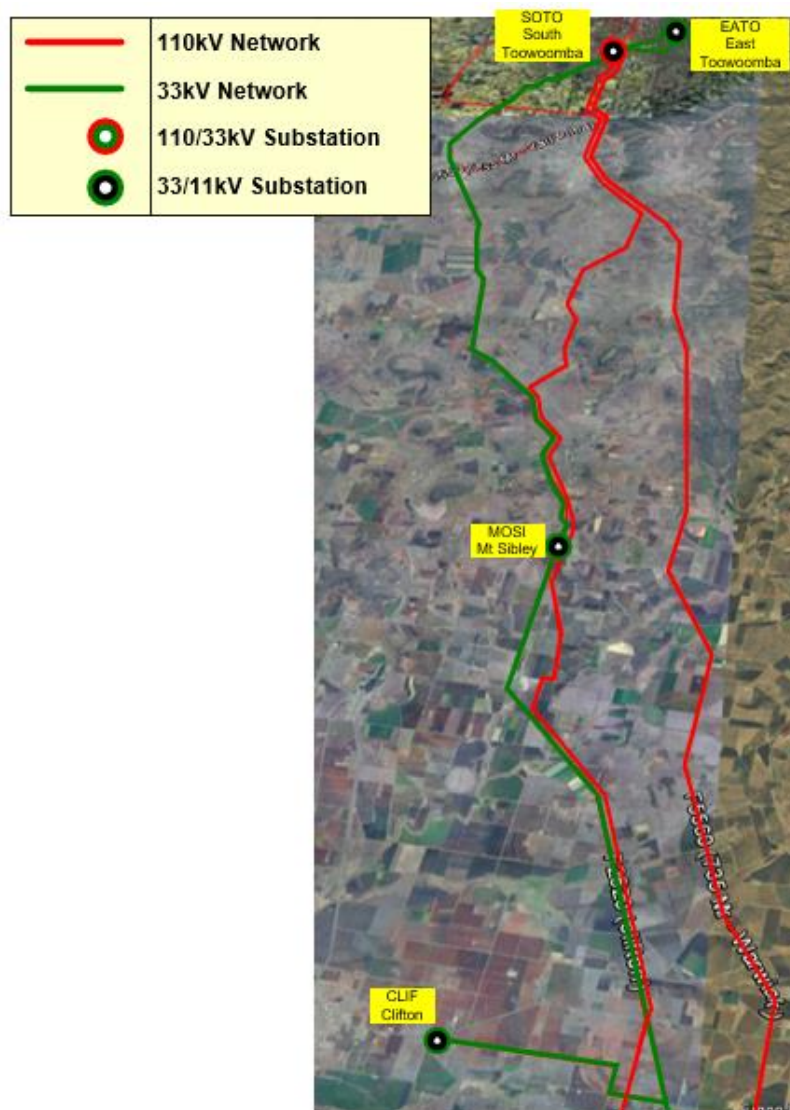 110kV Network
33kV Network
110/33kV Substation
33/11kV Substation
SOTO
South
Toowoomba
EATO
East
Toowoomba
MOSI
Mt Sibley
CLIF
Clifton
Warwick)